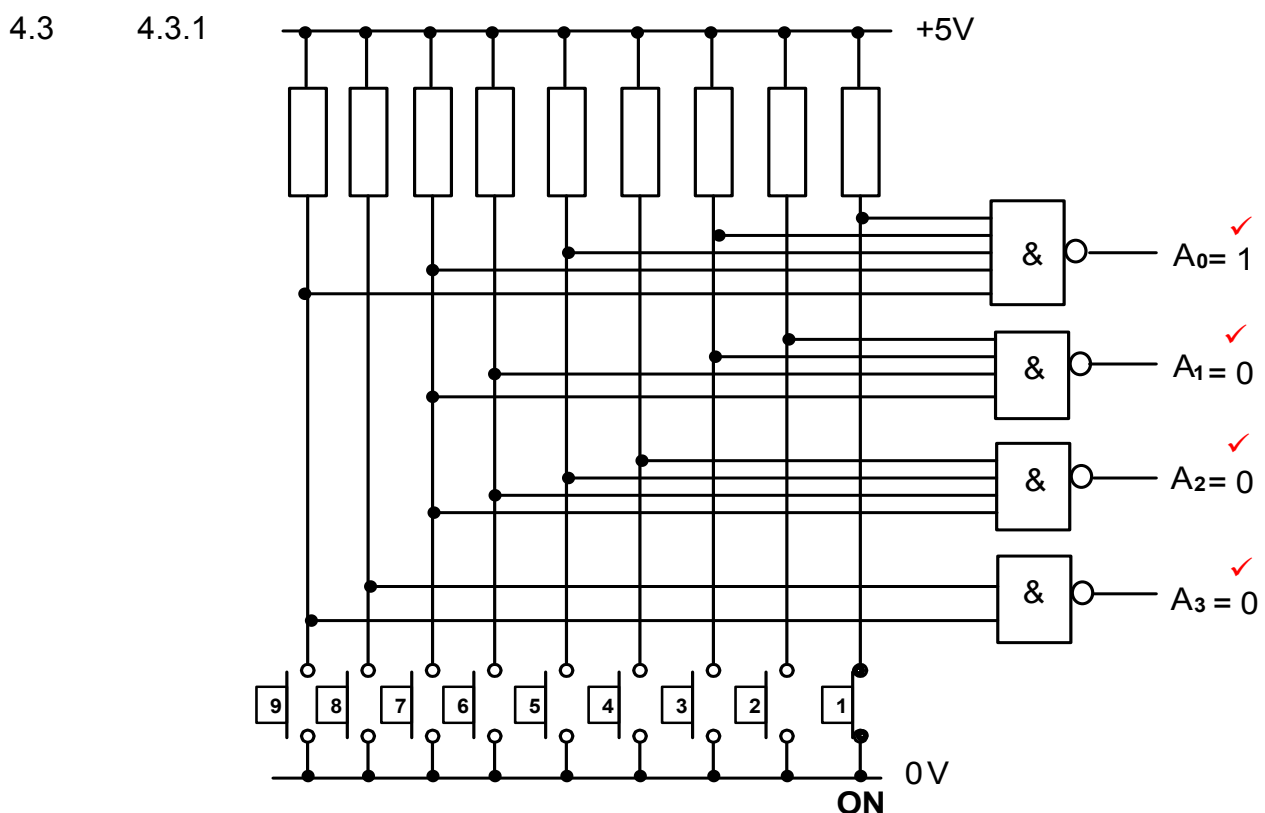 4.3 4.3.1 +5V
& A0= 1
& A1= 0
& A2= 0
& A3 = 0
9 8 7 6 5 4 3 2 1
0V
ON